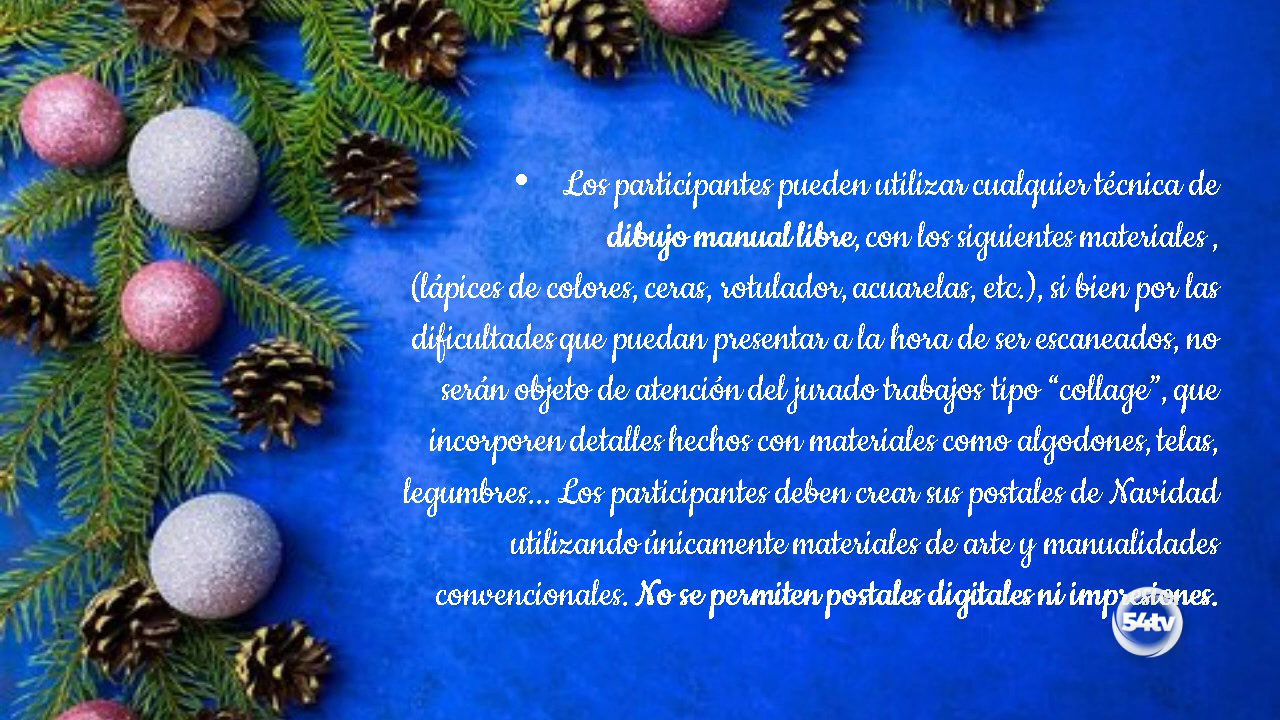 • Los participantes pueden utilizar cualquier técnica de
dibujo manual libre, con los siguientes materiales ,
(lápices de colores, ceras, rotulador, acuarelas, etc.), si bien por las
dificultades que puedan presentar a la hora de ser escaneados, no
serán objeto de atención del jurado trabajos tipo “collage”, que
incorporen detalles hechos con materiales como algodones, telas,
legumbres... Los participantes deben crear sus postales de Navidad
utilizando únicamente materiales de arte y manualidades
convencionales. No se permiten postales digitales ni impresiones.
54tv